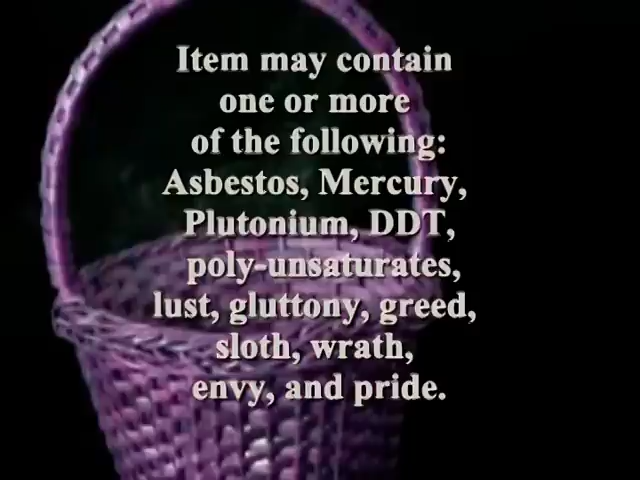 Item may contain
one or more
of the following:
Asbestos, Mercury,
Plutonium, DDT,
poly-unsaturates,
lust, gluttony, greed,
sloth, wrath,
envy, and pride.